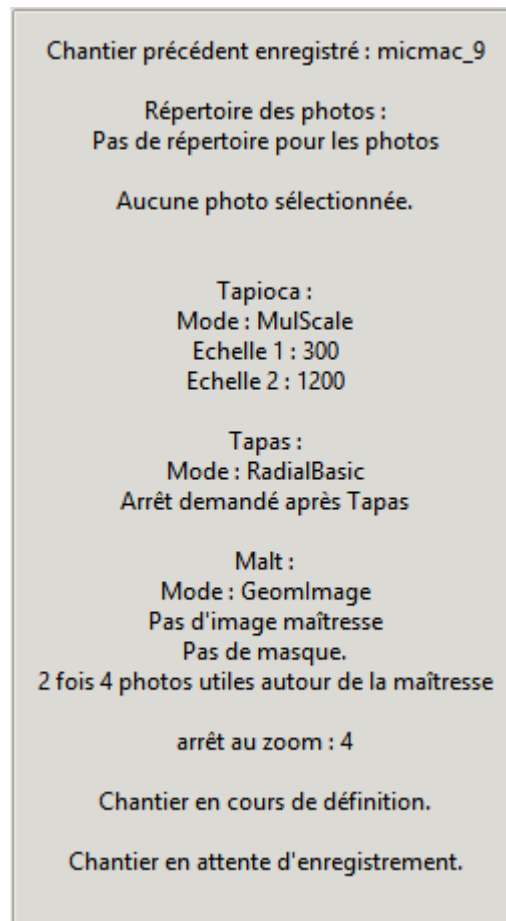 Chantier précédent enregistré : micmac_9
Répertoire des photos :
Pas de répertoire pour les photos
Aucune photo sélectionnée.
Tapioca :
Mode : MulScale
Echelle 1 : 300
Echelle 2 : 1200
Tapas :
Mode : RadialBasic
Arrêt demandé après Tapas
Malt :
Mode : GeomImage
Pas d'image maîtresse
Pas de masque.
2 fois 4 photos utiles autour de la maîtresse
arrêt au zoom : 4
Chantier en cours de définition.
Chantier en attente d'enregistrement.